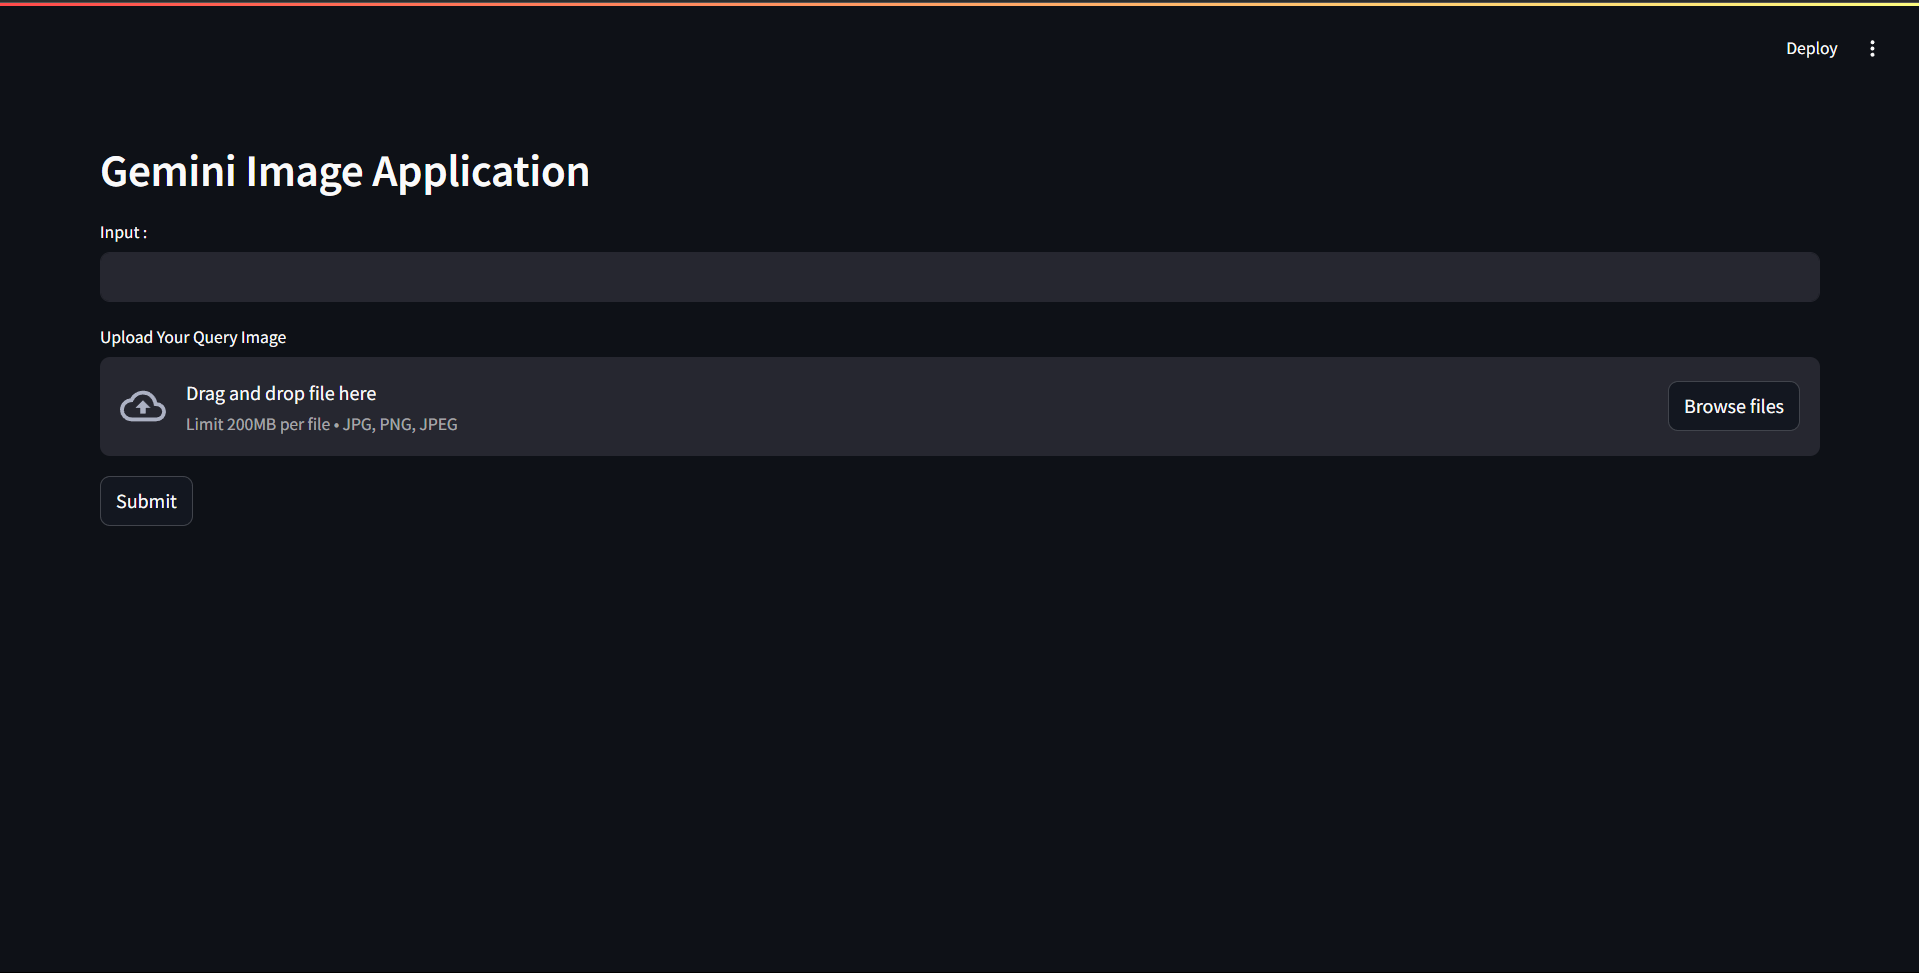 Deploy
Gemini Image Application
Input :
Upload Your Query Image
Drag and drop file here
Limit 200MB per file • JPG, PNG, JPEG
Browse files
Submit